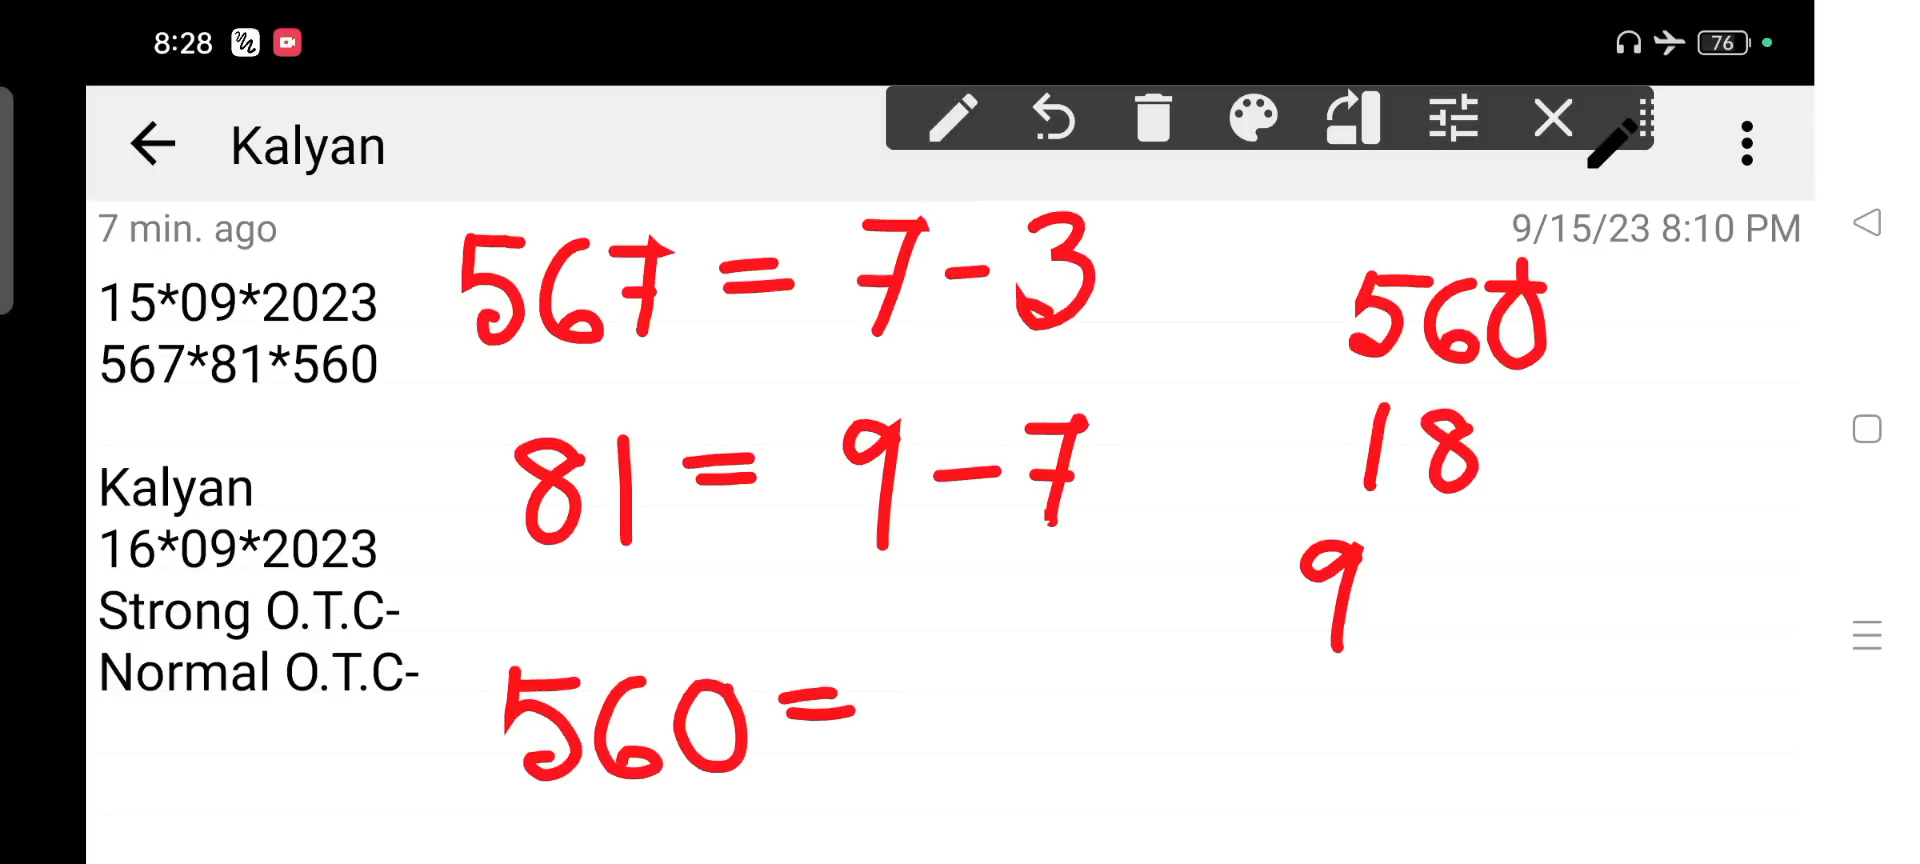 8:28
76
Kalyan
7 min. ago
9/15/23 8:10 PM
15*09*2023
567*81*560
Kalyan
16*09*2023
Strong O.T.C-
Normal O.T.C-
567 = 7-3
81 = 9-7
560 =
560
18
9